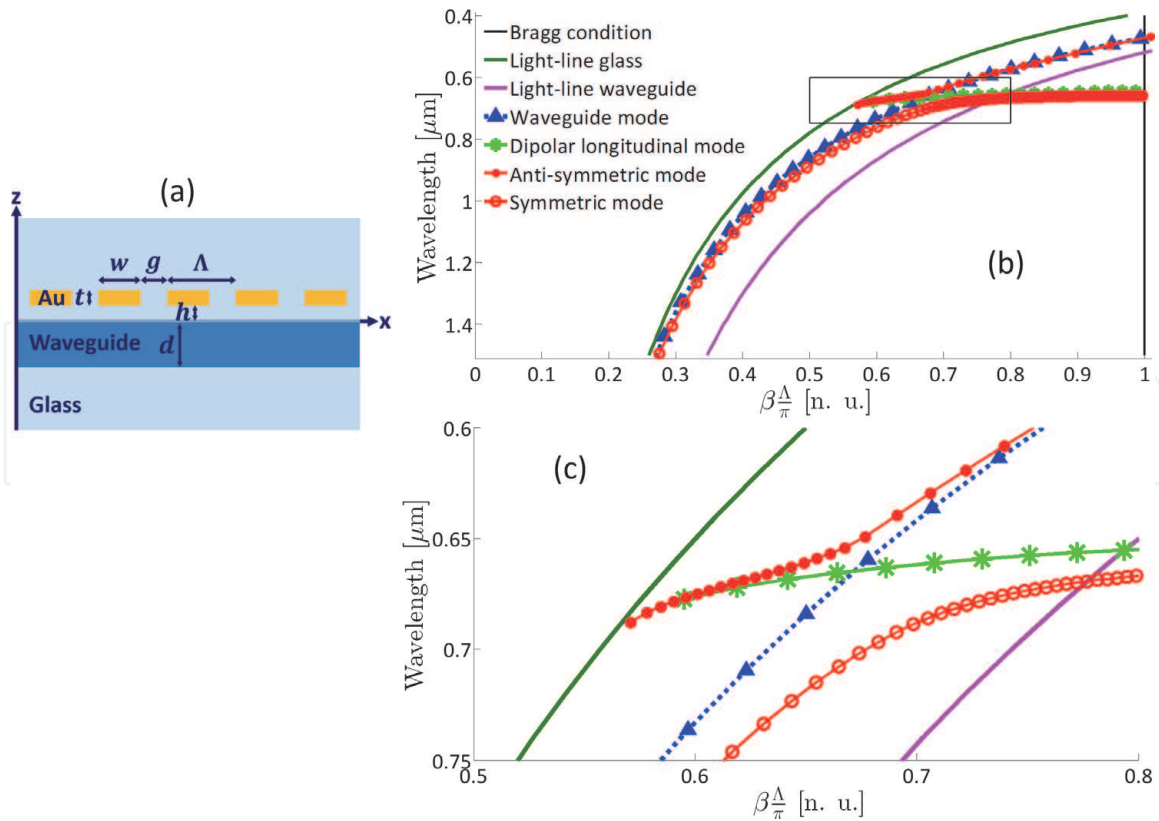 (a)
z
w g Λ
Au t
h
x
Waveguide d
Glass
0.4
0.6
0.8
1
1.2
1.4
Wavelength [μm]
Bragg condition
Light-line glass
Light-line waveguide
Waveguide mode
Dipolar longitudinal mode
Anti-symmetric mode
Symmetric mode
(b)
0 0.1 0.2 0.3 0.4 0.5 0.6 0.7 0.8 0.9 1
β Λ/π [n. u.]
(c)
0.6
0.65
0.7
0.75
Wavelength [μm]
0.5 0.6 0.7 0.8
β Λ/π [n. u.]